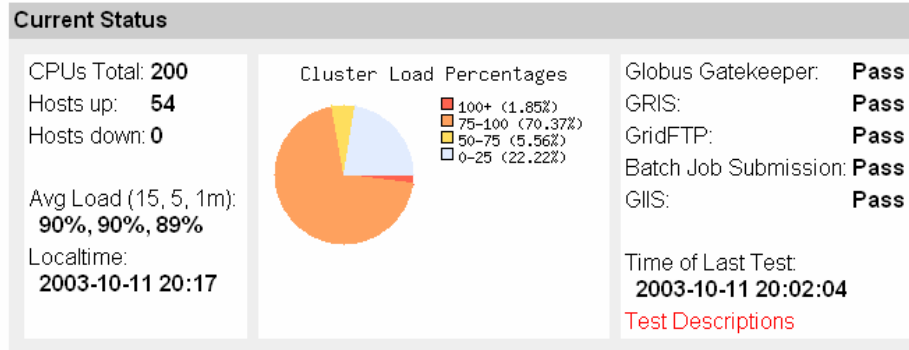 Current Status
CPUs Total: 200
Hosts up: 54
Hosts down: 0
Avg Load (15, 5, 1m):
90%, 90%, 89%
Localtime:
2003-10-11 20:17
Cluster Load Percentages
100+ (1.85%)
75-100 (70.37%)
50-75 (5.56%)
0-25 (22.22%)
Globus Gatekeeper: Pass
GRIS: Pass
GridFTP: Pass
Batch Job Submission: Pass
GIIS: Pass
Time of Last Test:
2003-10-11 20:02:04
Test Descriptions